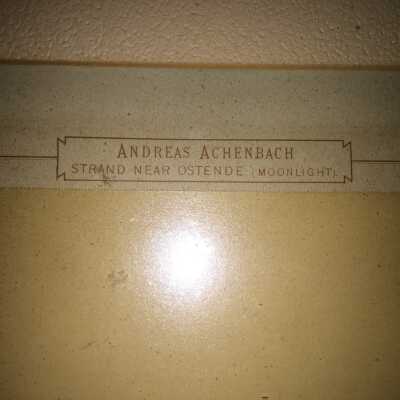 ANDREAS ACHENBACH
STRAND NEAR OSTENDE (MOONLIGHT).